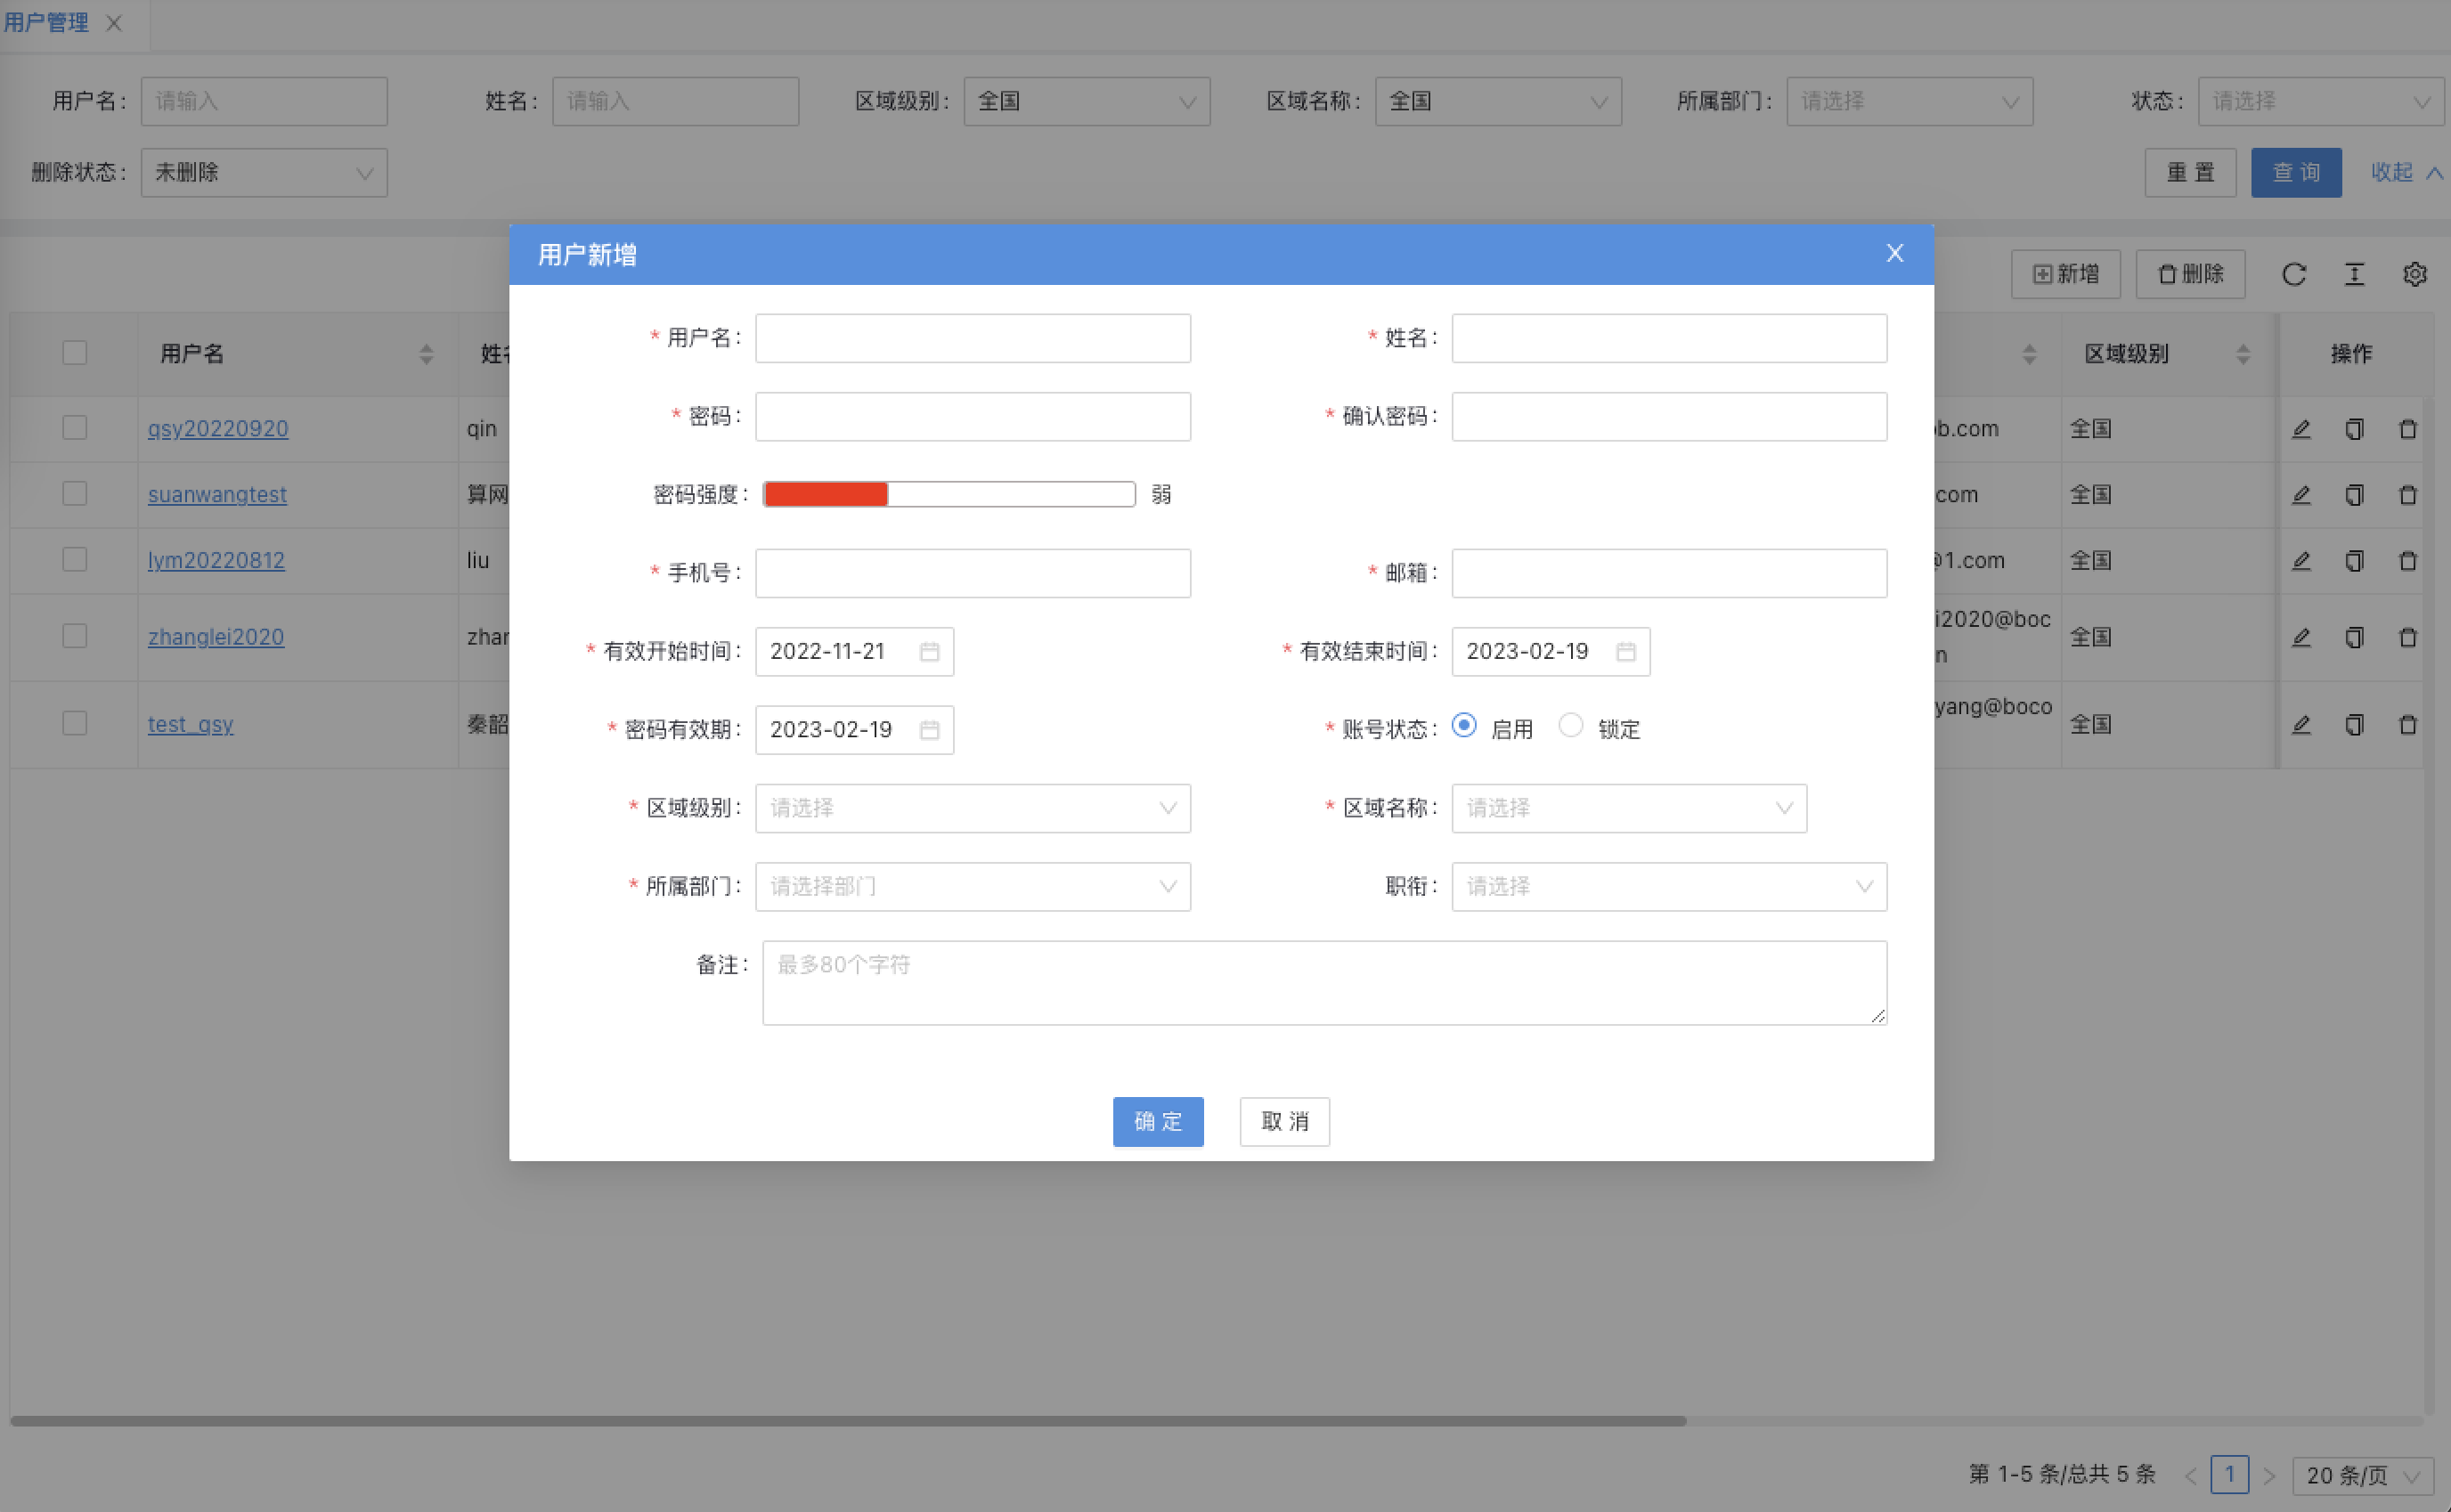 用户管理
用户名： 请输入 姓名： 请输入 区域级别： 全国 区域名称： 全国 所属部门： 请选择 状态： 请选择
删除状态： 未删除 重 置 查 询 收起
用户新增
新增 删除
* 用户名： * 姓名：
用户名 区域级别 操作
* 密码： * 确认密码：
qsy20220920 qin b.com 全国
密码强度： 弱
suanwangtest 算网 com 全国
lym20220812 liu @1.com 全国
* 手机号： * 邮箱：
zhanglei2020 zhan i2020@boc
n 全国
* 有效开始时间： 2022-11-21 * 有效结束时间： 2023-02-19
test_qsy 秦韶 yang@boco 全国
* 密码有效期： 2023-02-19 * 账号状态： 启用 锁定
* 区域级别： 请选择 * 区域名称： 请选择
* 所属部门： 请选择部门 职衔： 请选择
备注： 最多80个字符
确 定 取 消
第 1-5 条/总共 5 条 1 20 条/页